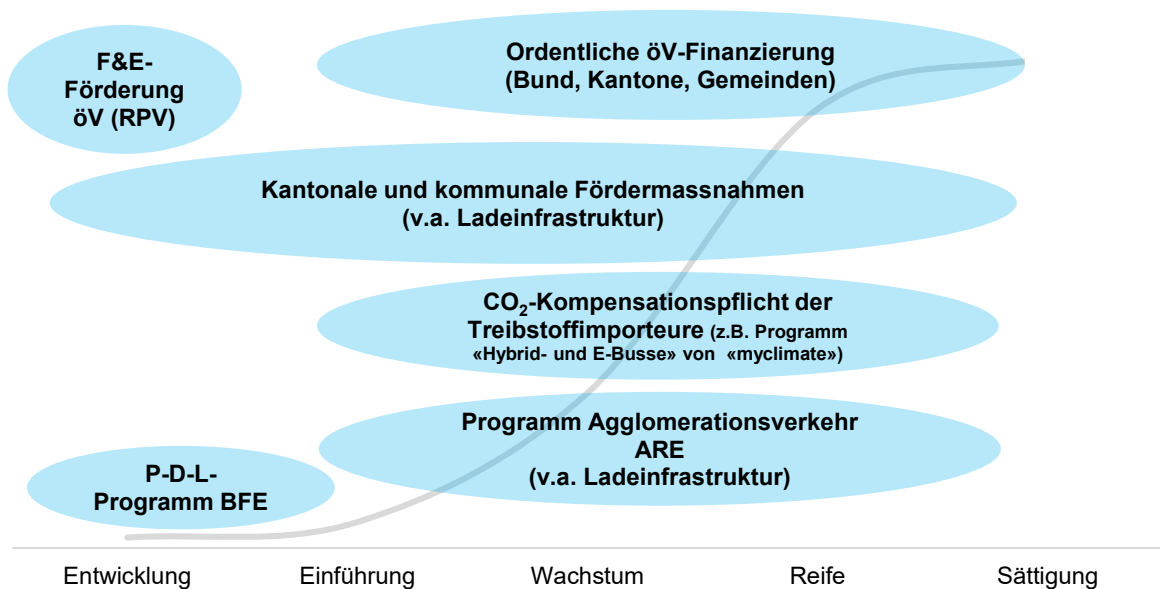 F&E-
Förderung
öV (RPV)
Ordentliche öV-Finanzierung
(Bund, Kantone, Gemeinden)
Kantonale und kommunale Fördermassnahmen
(v.a. Ladeinfrastruktur)
CO₂-Kompensationspflicht der
Treibstoffimporteure (z.B. Programm
«Hybrid- und E-Busse» von «myclimate»)
Programm Agglomerationsverkehr
ARE
(v.a. Ladeinfrastruktur)
P-D-L-
Programm BFE
Entwicklung
Einführung
Wachstum
Reife
Sättigung